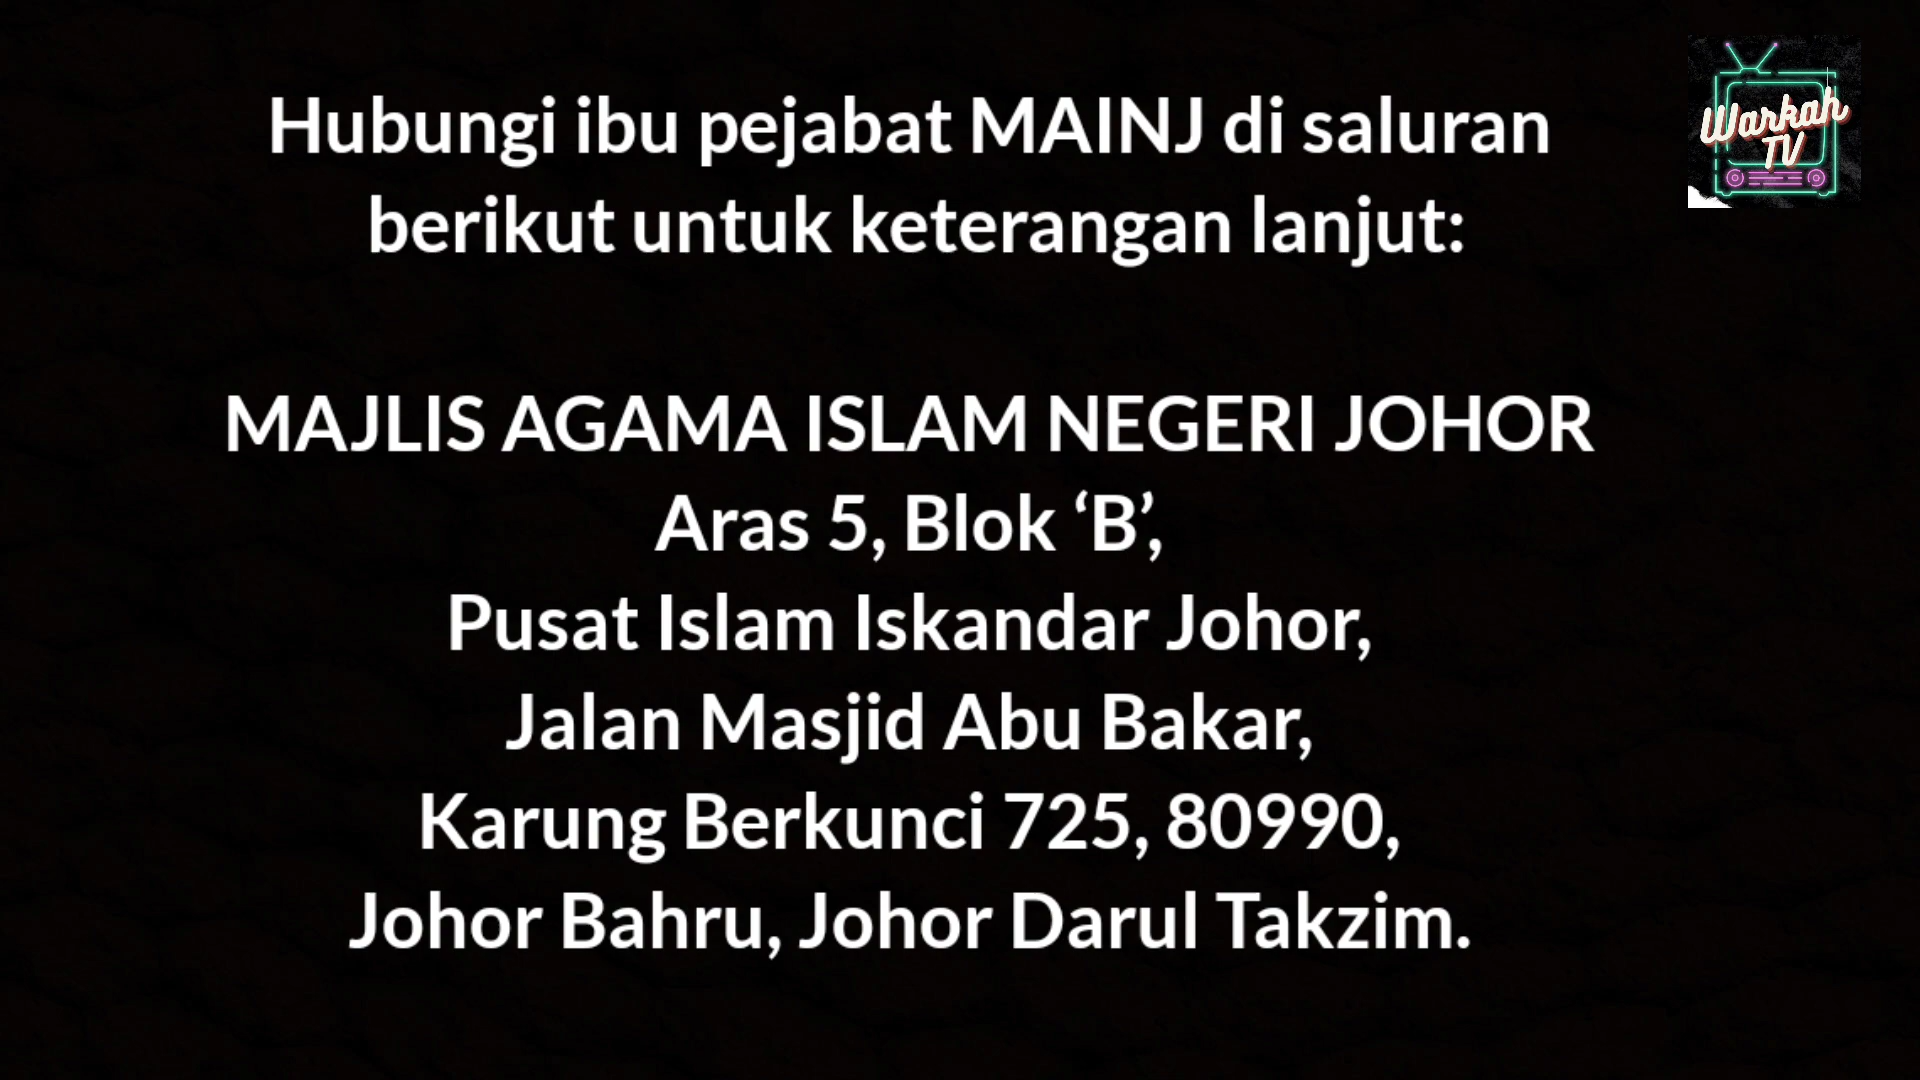 Hubungi ibu pejabat MAINJ di saluran
berikut untuk keterangan lanjut:
MAJLIS AGAMA ISLAM NEGERI JOHOR
Aras 5, Blok ‘B’,
Pusat Islam Iskandar Johor,
Jalan Masjid Abu Bakar,
Karung Berkunci 725, 80990,
Johor Bahru, Johor Darul Takzim.
Warkah
TV